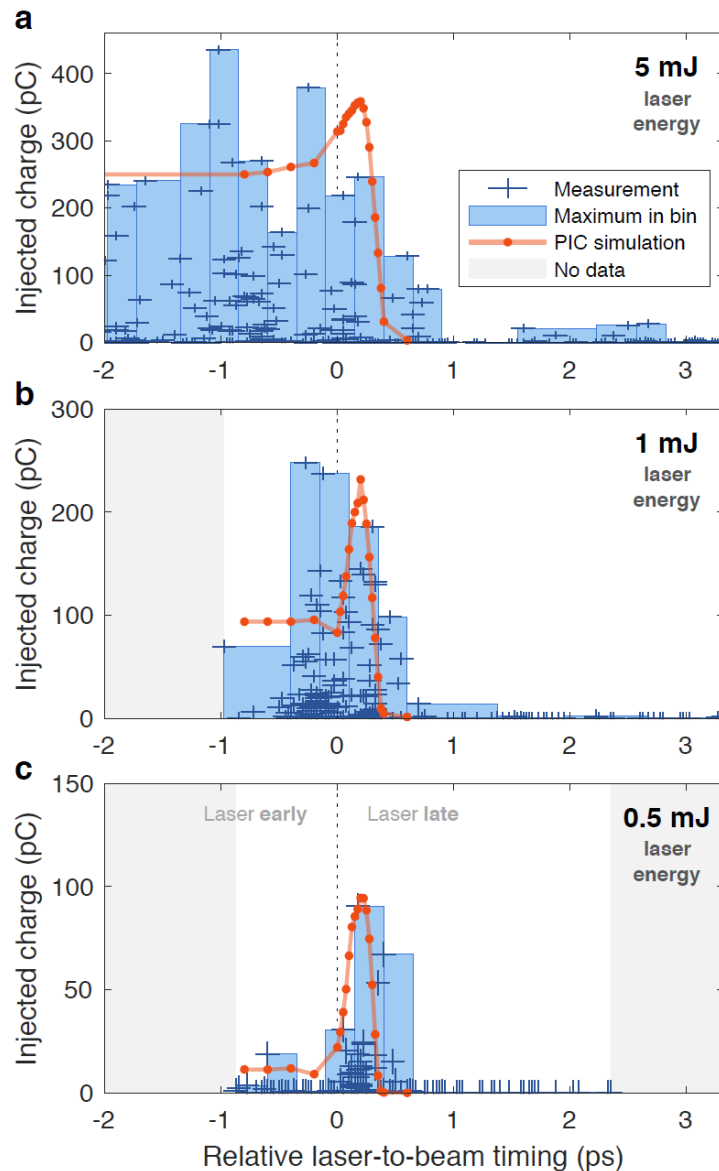 a
5 mJ
laser
energy
Injected charge (pC)
400
300
200
100
0
Measurement
Maximum in bin
PIC simulation
No data
-2 -1 0 1 2 3
b
1 mJ
laser
energy
Injected charge (pC)
300
200
100
0
-2 -1 0 1 2 3
c
Laser early Laser late
0.5 mJ
laser
energy
Injected charge (pC)
150
100
50
0
-2 -1 0 1 2 3
Relative laser-to-beam timing (ps)